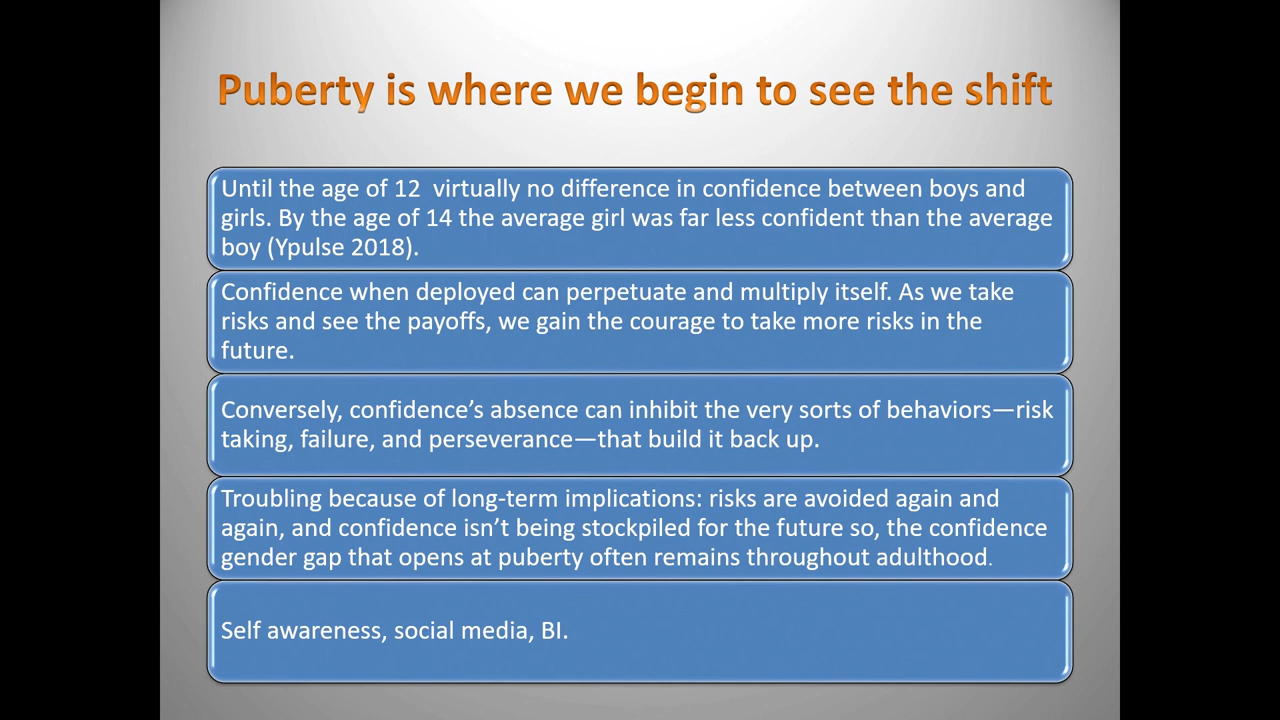 Puberty is where we begin to see the shift
Until the age of 12  virtually no difference in confidence between boys and
girls. By the age of 14 the average girl was far less confident than the average
boy (Ypulse 2018).
Confidence when deployed can perpetuate and multiply itself. As we take
risks and see the payoffs, we gain the courage to take more risks in the
future.
Conversely, confidence’s absence can inhibit the very sorts of behaviors—risk
taking, failure, and perseverance—that build it back up.
Troubling because of long-term implications: risks are avoided again and
again, and confidence isn’t being stockpiled for the future so, the confidence
gender gap that opens at puberty often remains throughout adulthood.
Self awareness, social media, BI.